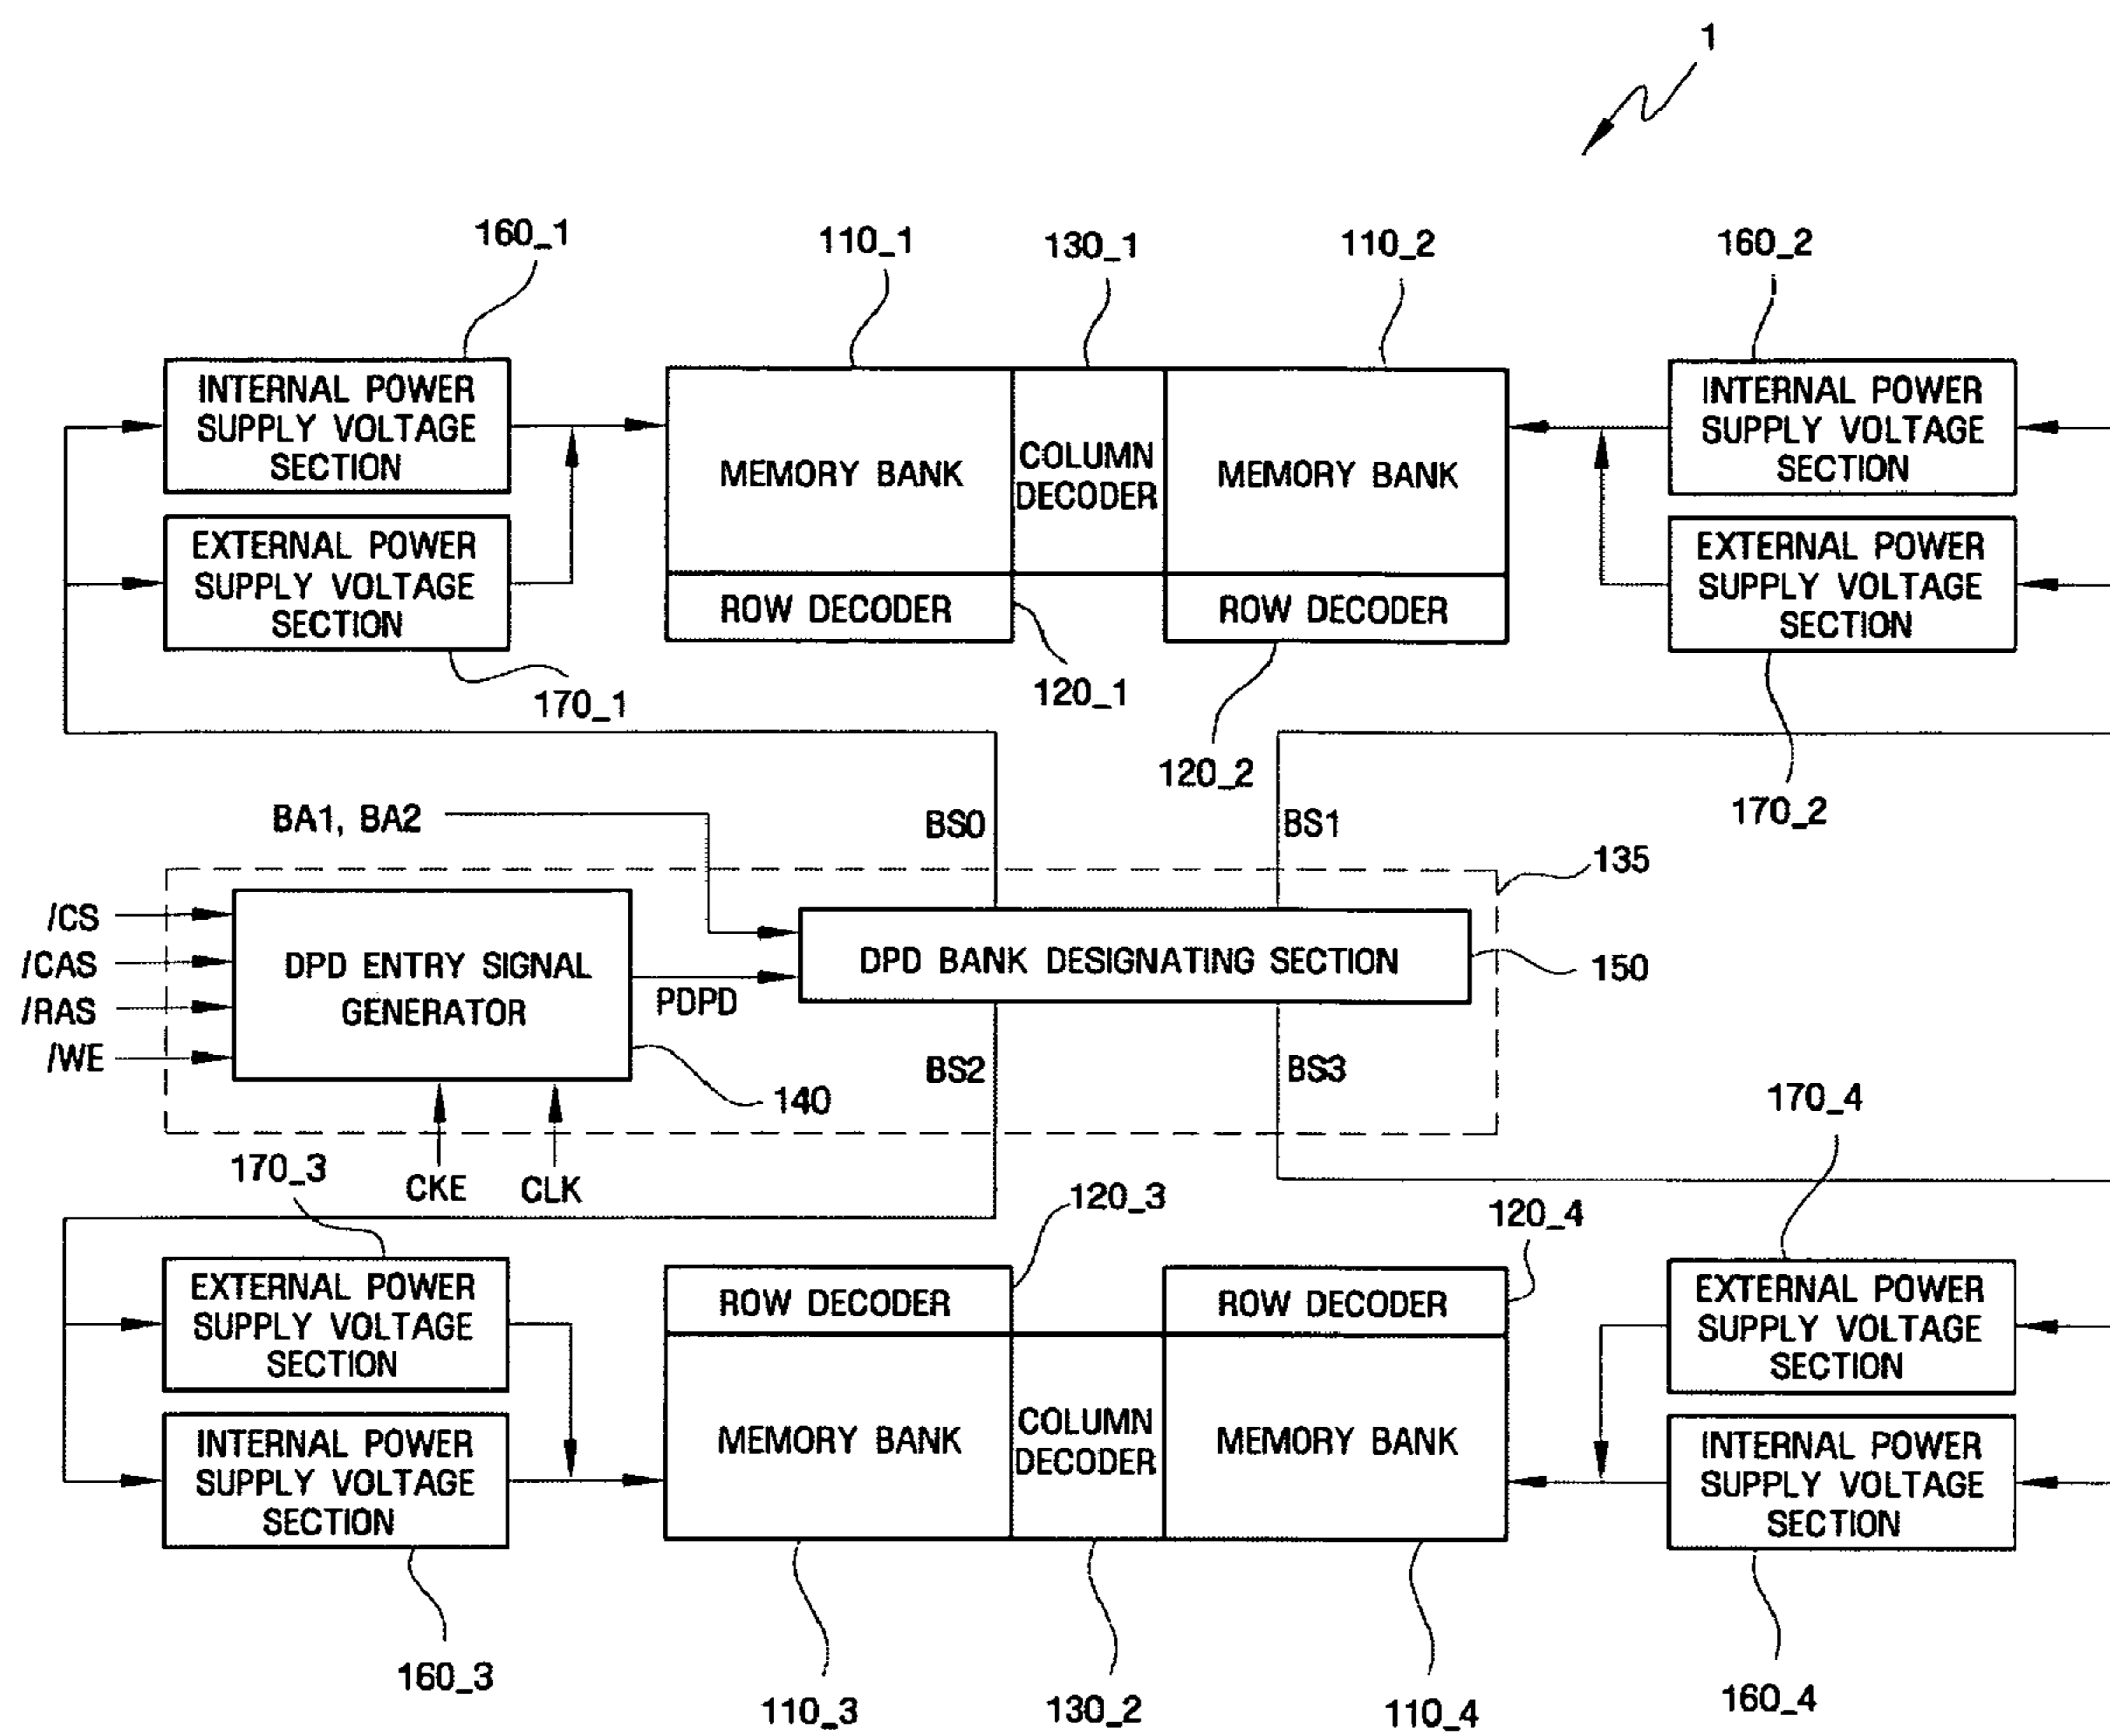 1
160_1
110_1
130_1
110_2
160_2
INTERNAL POWER
SUPPLY VOLTAGE
SECTION
MEMORY BANK
COLUMN
DECODER
MEMORY BANK
INTERNAL POWER
SUPPLY VOLTAGE
SECTION
EXTERNAL POWER
SUPPLY VOLTAGE
SECTION
ROW DECODER
ROW DECODER
EXTERNAL POWER
SUPPLY VOLTAGE
SECTION
170_1
120_1
120_2
170_2
BA1, BA2
BS0
BS1
135
/CS
/CAS
/RAS
/WE
DPD ENTRY SIGNAL
GENERATOR
PDPD
DPD BANK DESIGNATING SECTION
150
BS2
BS3
140
170_3
CKE
CLK
120_3
120_4
170_4
EXTERNAL POWER
SUPPLY VOLTAGE
SECTION
ROW DECODER
ROW DECODER
EXTERNAL POWER
SUPPLY VOLTAGE
SECTION
INTERNAL POWER
SUPPLY VOLTAGE
SECTION
MEMORY BANK
COLUMN
DECODER
MEMORY BANK
INTERNAL POWER
SUPPLY VOLTAGE
SECTION
160_3
110_3
130_2
110_4
160_4